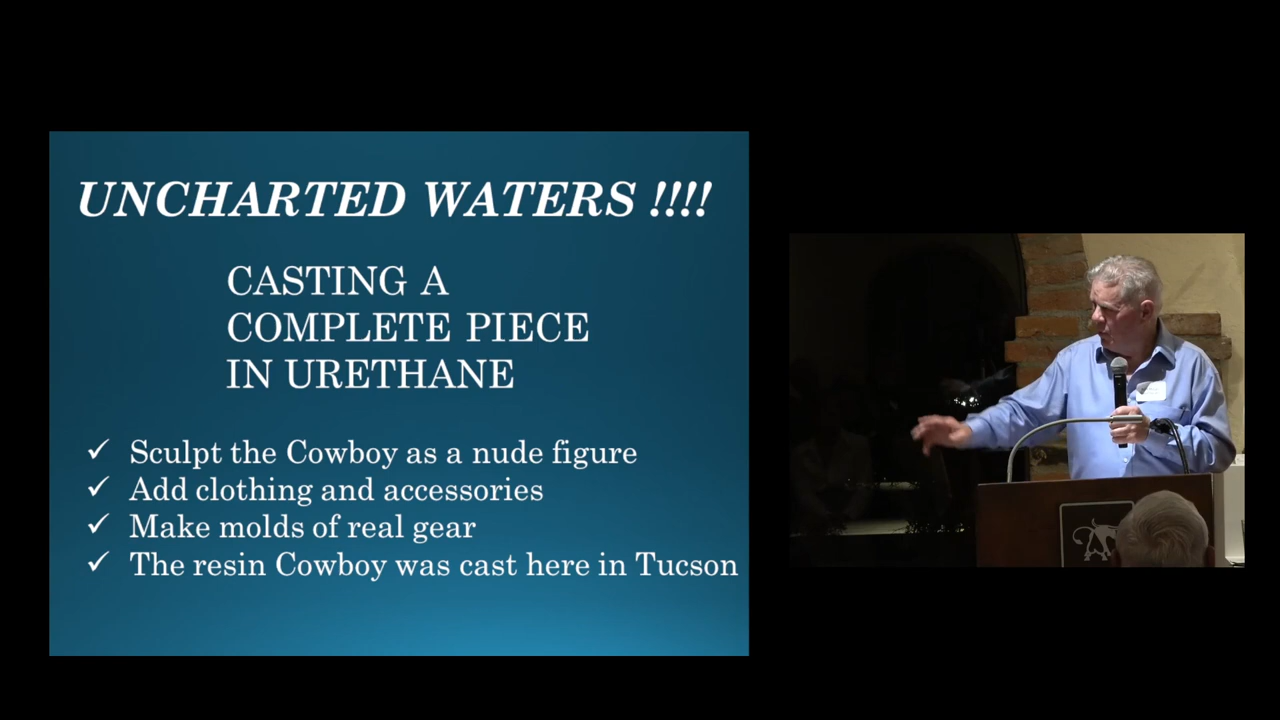 UNCHARTED WATERS !!!!
CASTING A
COMPLETE PIECE
IN URETHANE
✓ Sculpt the Cowboy as a nude figure
✓ Add clothing and accessories
✓ Make molds of real gear
✓ The resin Cowboy was cast here in Tucson